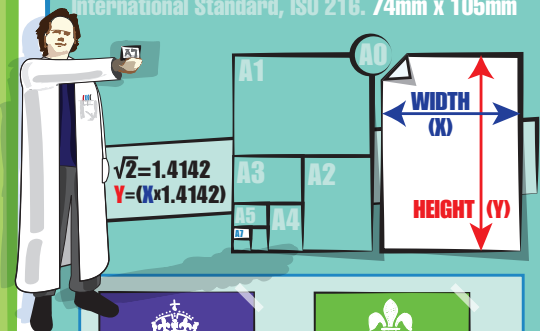 International Standard, ISO 216. 74mm x 105mm
A7
A0
A1
WIDTH
(X)
√2=1.4142
Y=(Xx1.4142)
A3
A2
HEIGHT (Y)
A5
A4
A7